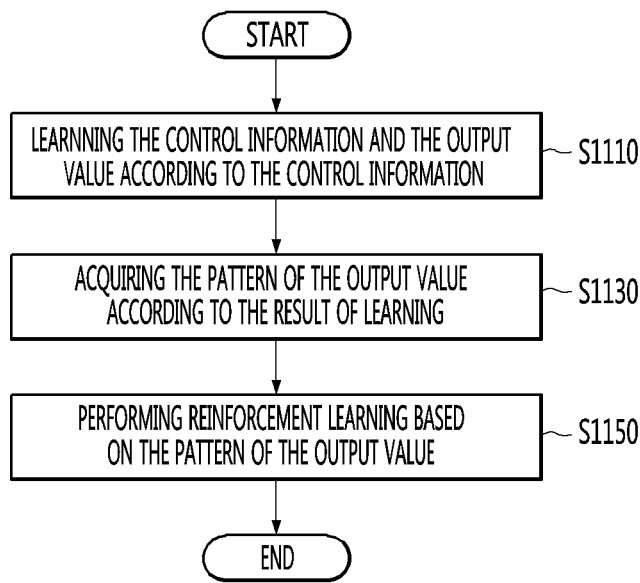 START
LEARNNING THE CONTROL INFORMATION AND THE OUTPUT
VALUE ACCORDING TO THE CONTROL INFORMATION
S1110
ACQUIRING THE PATTERN OF THE OUTPUT VALUE
ACCORDING TO THE RESULT OF LEARNING
S1130
PERFORMING REINFORCEMENT LEARNING BASED
ON THE PATTERN OF THE OUTPUT VALUE
S1150
END